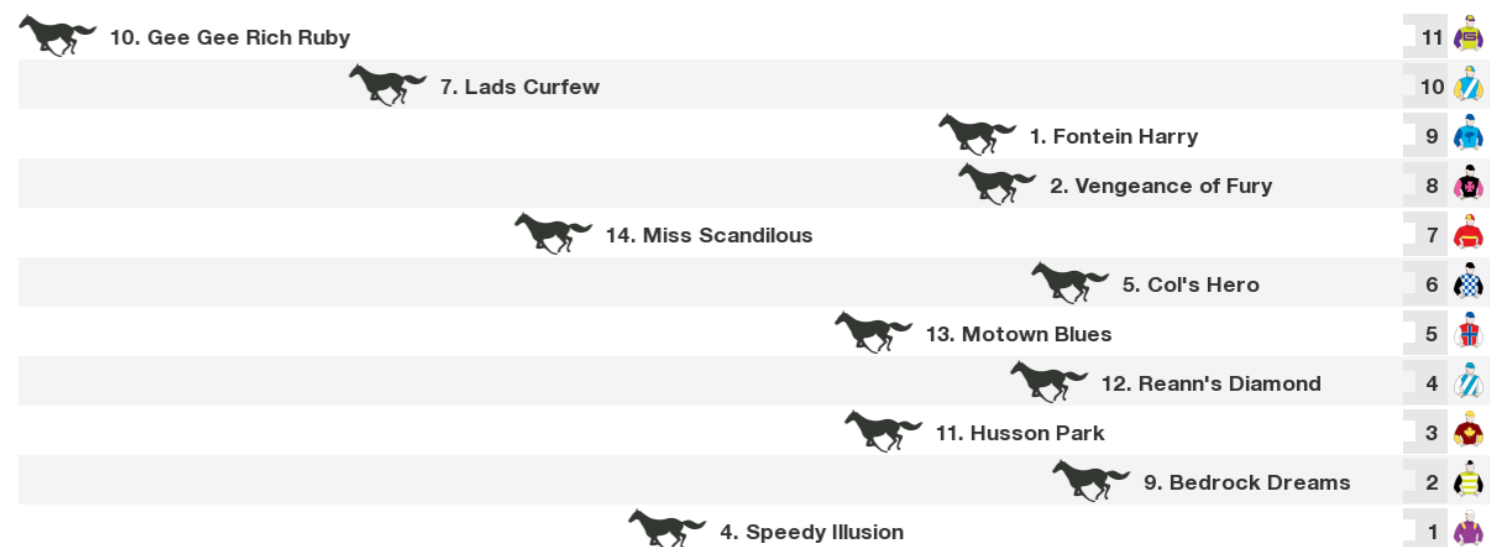 10. Gee Gee Rich Ruby 11
7. Lads Curfew 10
1. Fontein Harry 9
2. Vengeance of Fury 8
14. Miss Scandilous 7
5. Col's Hero 6
13. Motown Blues 5
12. Reann's Diamond 4
11. Husson Park 3
9. Bedrock Dreams 2
4. Speedy Illusion 1